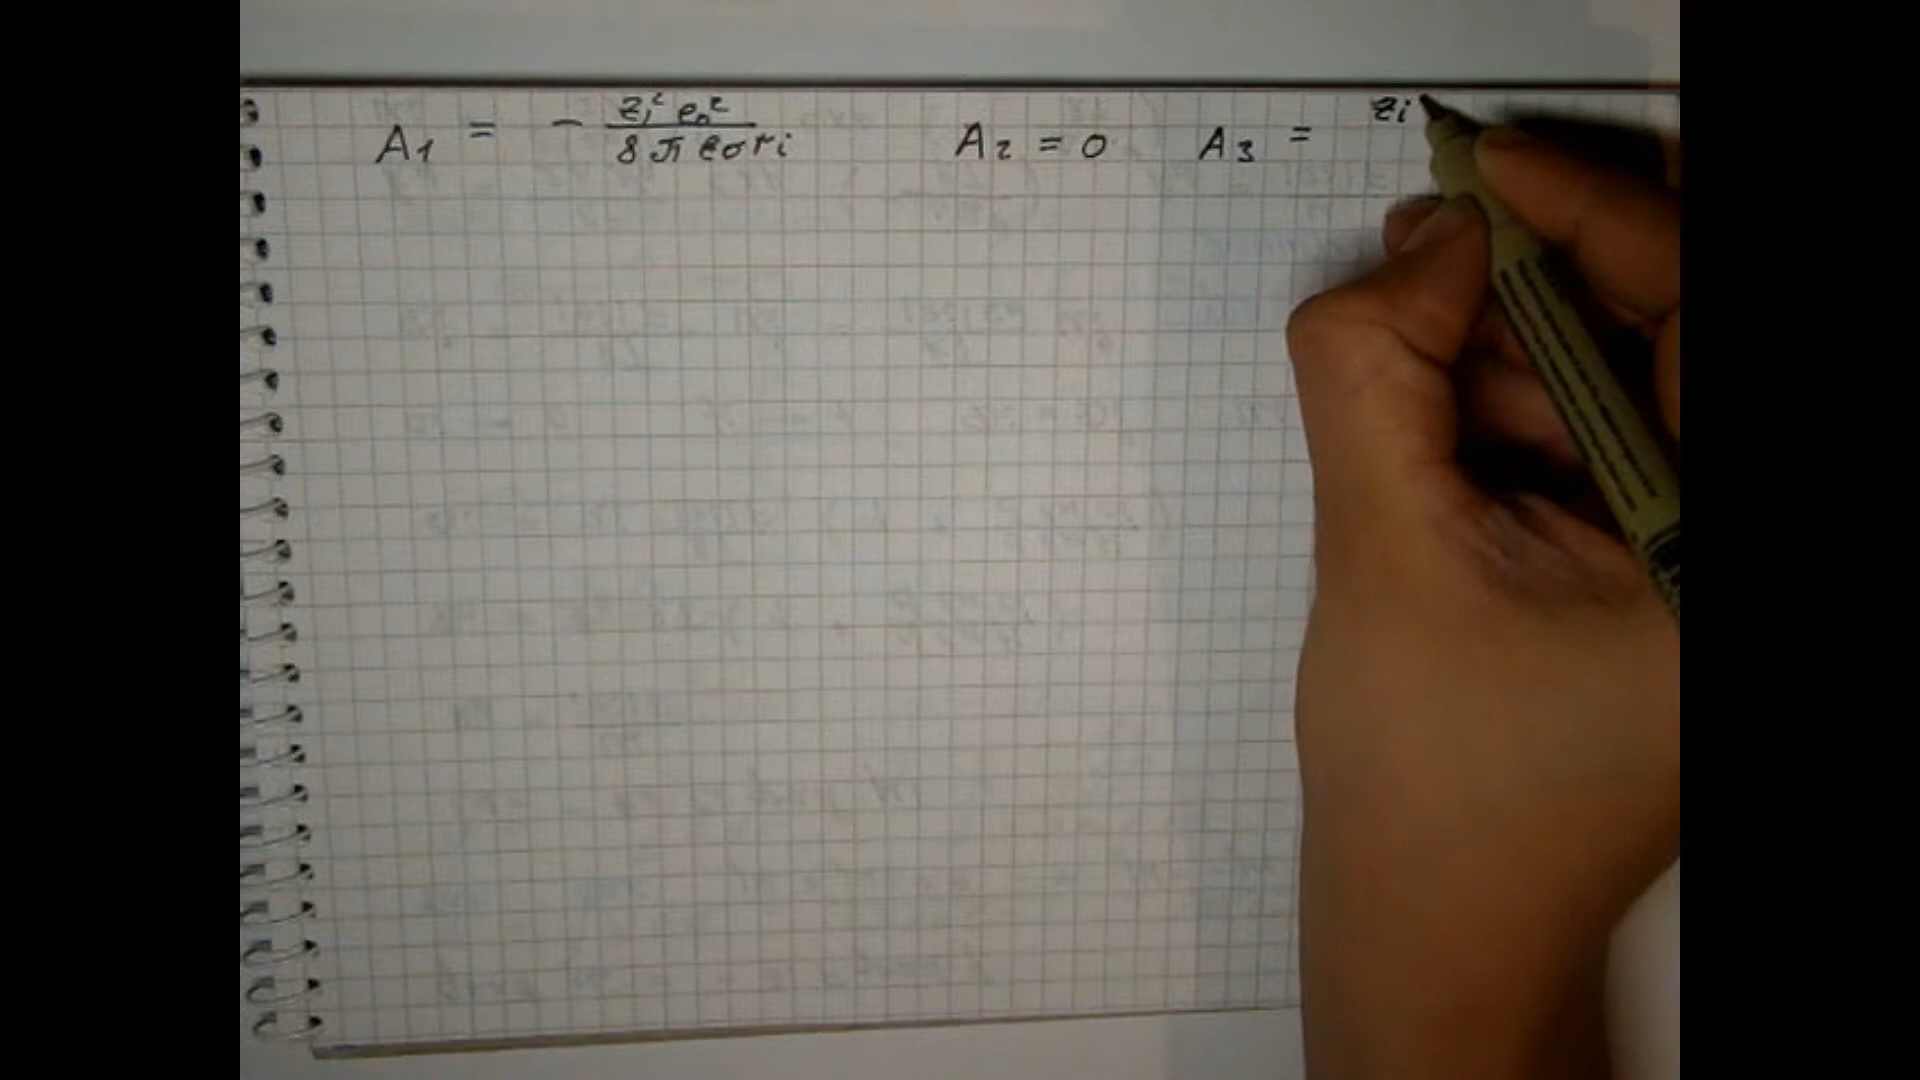 A₁ = - zᵢ² e₀² / 8 π ε₀ rᵢ A₂ = 0 A₃ = zᵢ